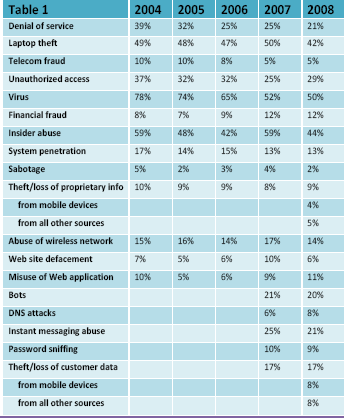 Table 1 2004 2005 2006 2007 2008
Denial of service 39% 32% 25% 25% 21%
Laptop theft 49% 48% 47% 50% 42%
Telecom fraud 10% 10% 8% 5% 5%
Unauthorized access 37% 32% 32% 25% 29%
Virus 78% 74% 65% 52% 50%
Financial fraud 8% 7% 9% 12% 12%
Insider abuse 59% 48% 42% 59% 44%
System penetration 17% 14% 15% 13% 13%
Sabotage 5% 2% 3% 4% 2%
Theft/loss of proprietary info 10% 9% 9% 8% 9%
from mobile devices 4%
from all other sources 5%
Abuse of wireless network 15% 16% 14% 17% 14%
Web site defacement 7% 5% 6% 10% 6%
Misuse of Web application 10% 5% 6% 9% 11%
Bots 21% 20%
DNS attacks 6% 8%
Instant messaging abuse 25% 21%
Password sniffing 10% 9%
Theft/loss of customer data 17% 17%
from mobile devices 8%
from all other sources 8%